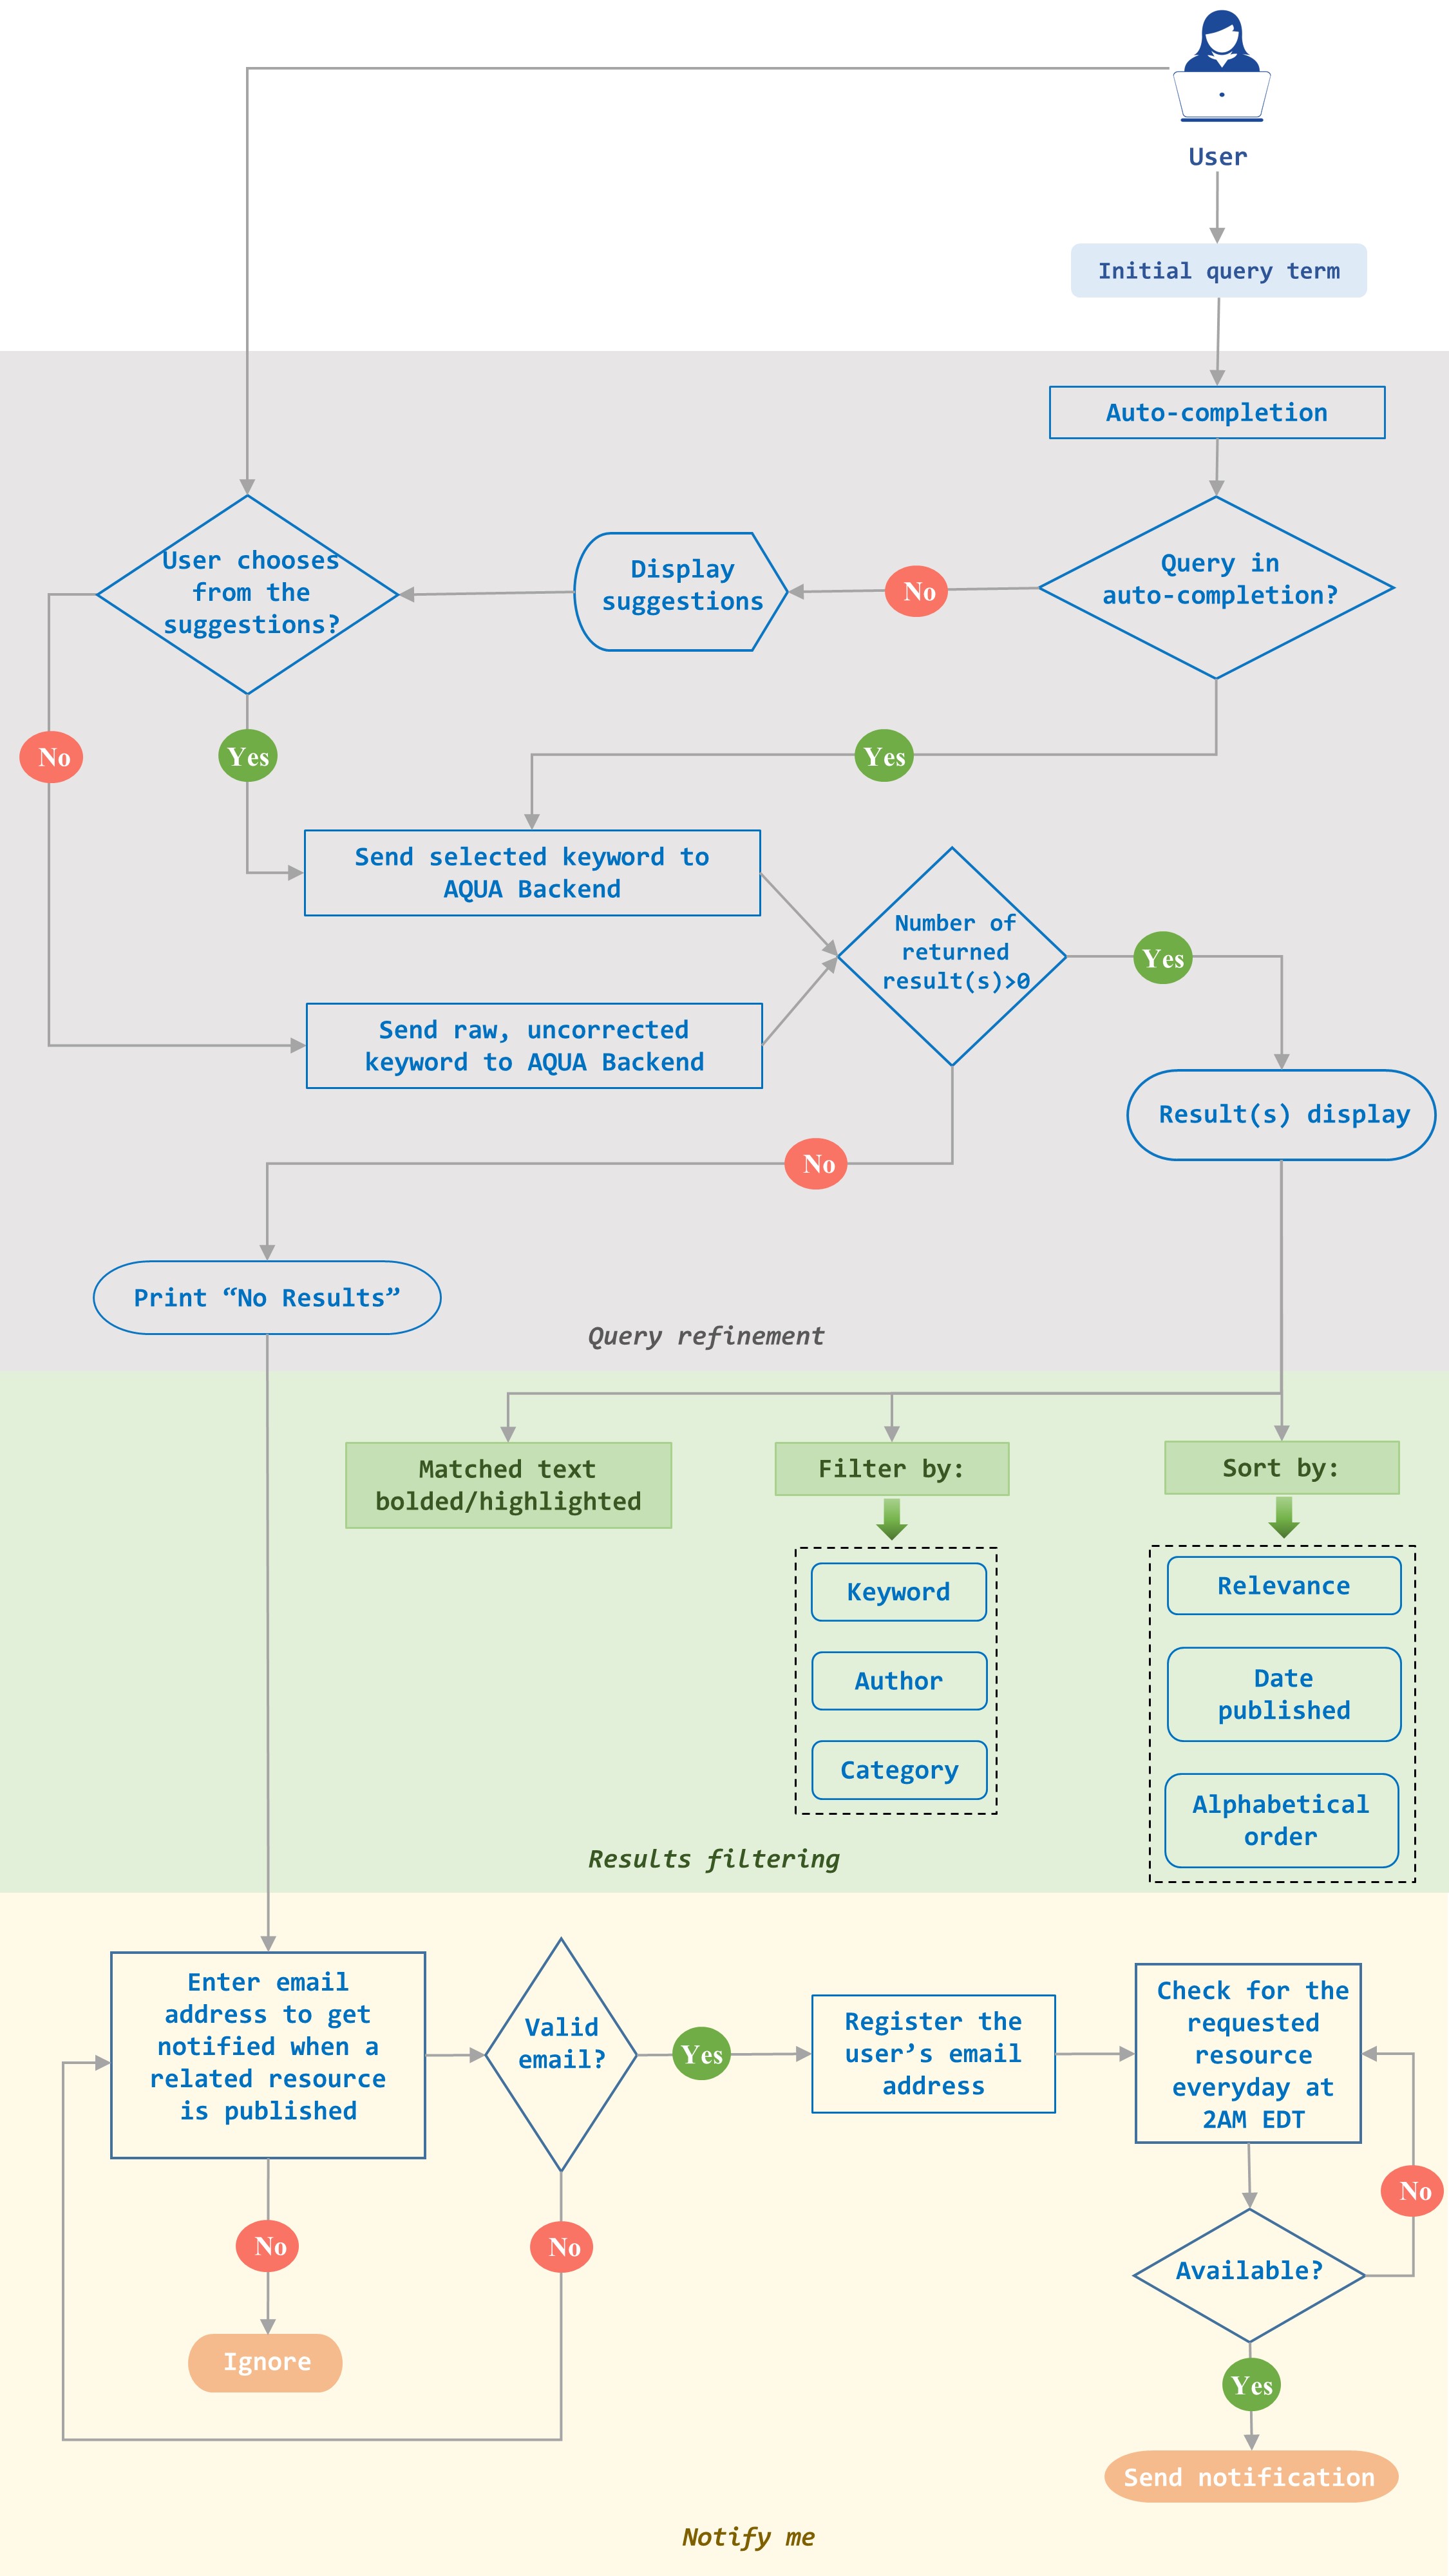 User
Initial query term
Auto-completion
Query in
auto-completion?
No
Display
suggestions
User chooses
from the
suggestions?
No
Yes
Yes
Send selected keyword to
AQUA Backend
Send raw, uncorrected
keyword to AQUA Backend
Number of
returned
result(s)>0
Yes
Result(s) display
No
Print “No Results”
Query refinement
Matched text
bolded/highlighted
Filter by:
Keyword
Author
Category
Sort by:
Relevance
Date
published
Alphabetical
order
Results filtering
Enter email
address to get
notified when a
related resource
is published
No
Ignore
Valid
email?
No
Yes
Register the
user’s email
address
Check for the
requested
resource
everyday at
2AM EDT
No
Available?
Yes
Send notification
Notify me